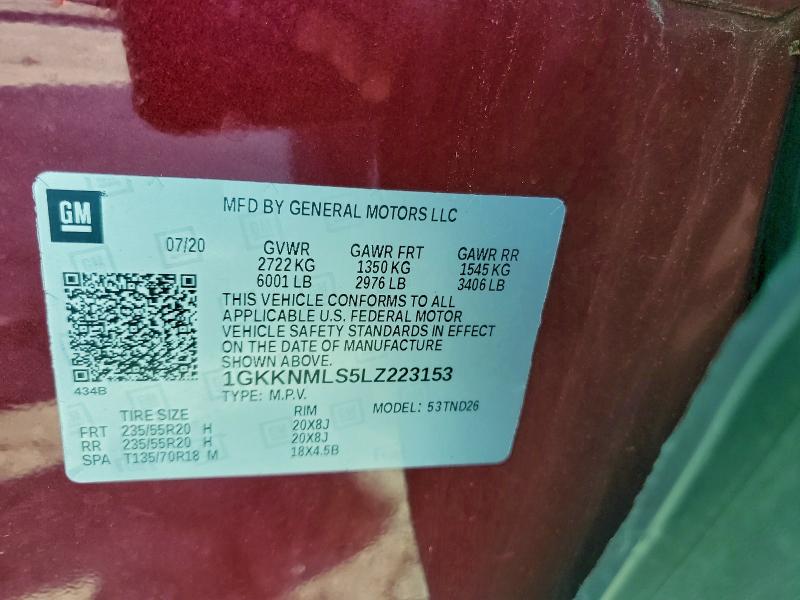 GM
MFD BY GENERAL MOTORS LLC
07/20 GVWR GAWR FRT GAWR RR
2722 KG 1350 KG 1545 KG
6001 LB 2976 LB 3406 LB
THIS VEHICLE CONFORMS TO ALL
APPLICABLE U.S. FEDERAL MOTOR
VEHICLE SAFETY STANDARDS IN EFFECT
ON THE DATE OF MANUFACTURE
SHOWN ABOVE.
1GKKNMLS5LZ223153
434B
TYPE: M.P.V. MODEL: 53TND26
TIRE SIZE RIM
FRT 235/55R20 H 20X8J
RR 235/55R20 H 20X8J
SPA T135/70R18 M 18X4.5B